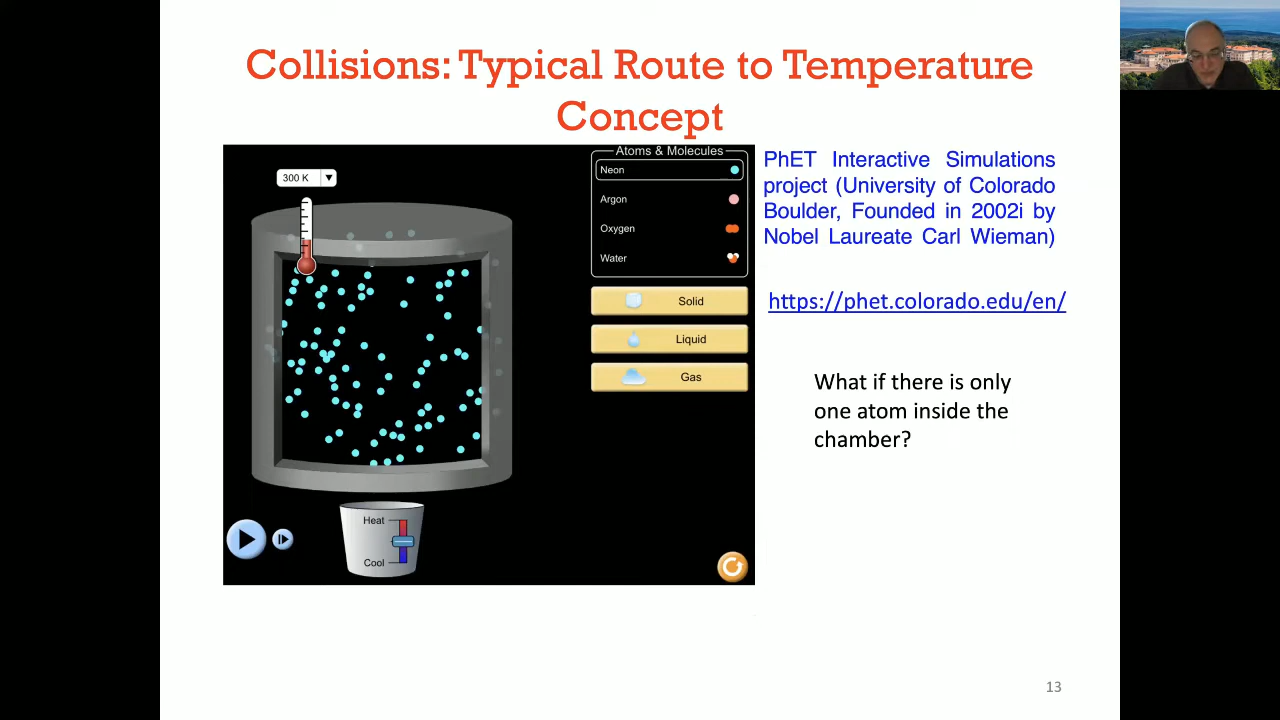 Collisions: Typical Route to Temperature
Concept
300 K
Atoms & Molecules
Neon
Argon
Oxygen
Water
Solid
Liquid
Gas
Heat
Cool
PhET Interactive Simulations
project (University of Colorado
Boulder, Founded in 2002i by
Nobel Laureate Carl Wieman)
https://phet.colorado.edu/en/
What if there is only
one atom inside the
chamber?
13